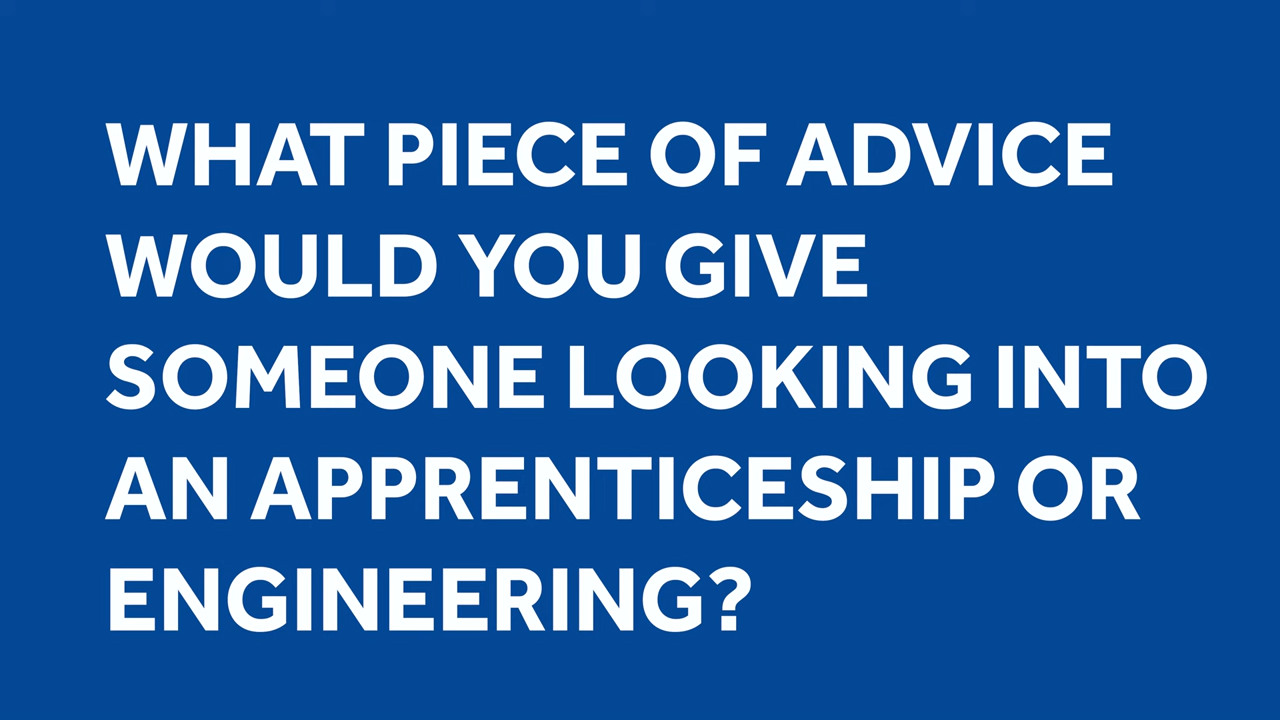 WHAT PIECE OF ADVICE
WOULD YOU GIVE
SOMEONE LOOKING INTO
AN APPRENTICESHIP OR
ENGINEERING?